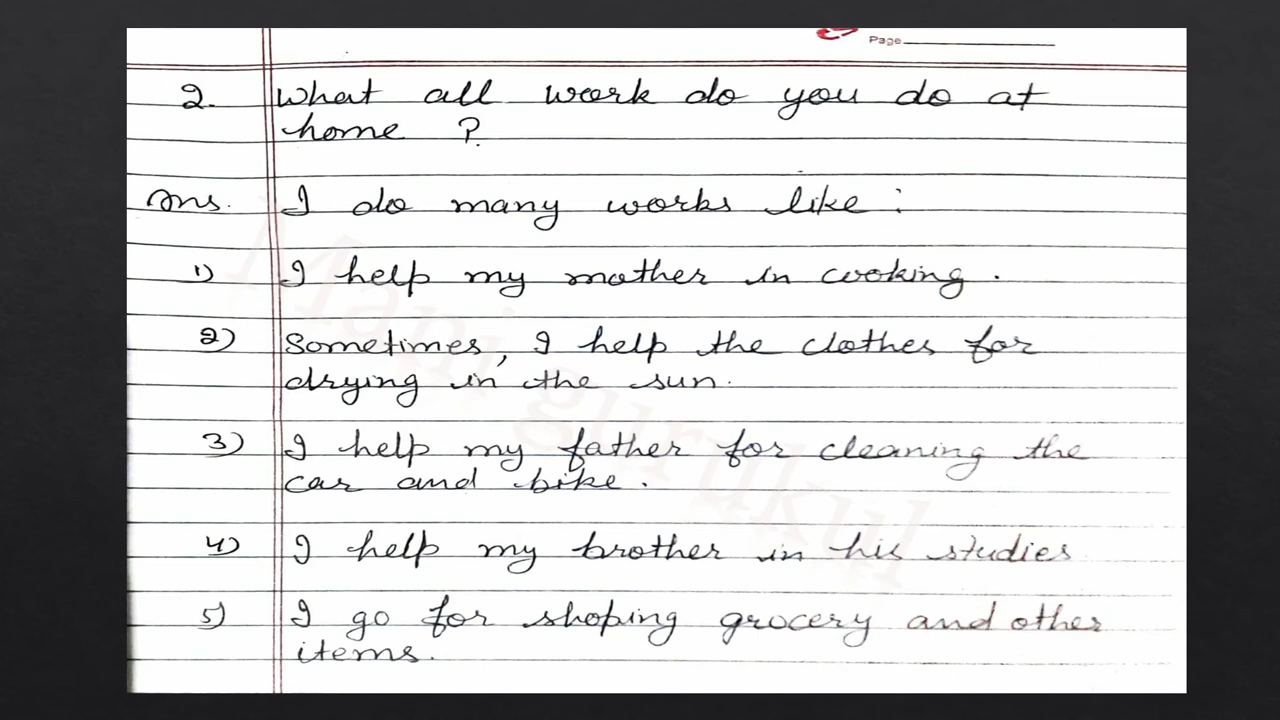 Page
2. What all work do you do at
home ?
Ans. I do many works like :
1) I help my mother in cooking .
2) Sometimes, I help the clothes for
drying in the sun.
3) I help my father for cleaning the
car and bike.
4) I help my brother in his studies
5) I go for shoping grocery and other
items.
Mani gurukul